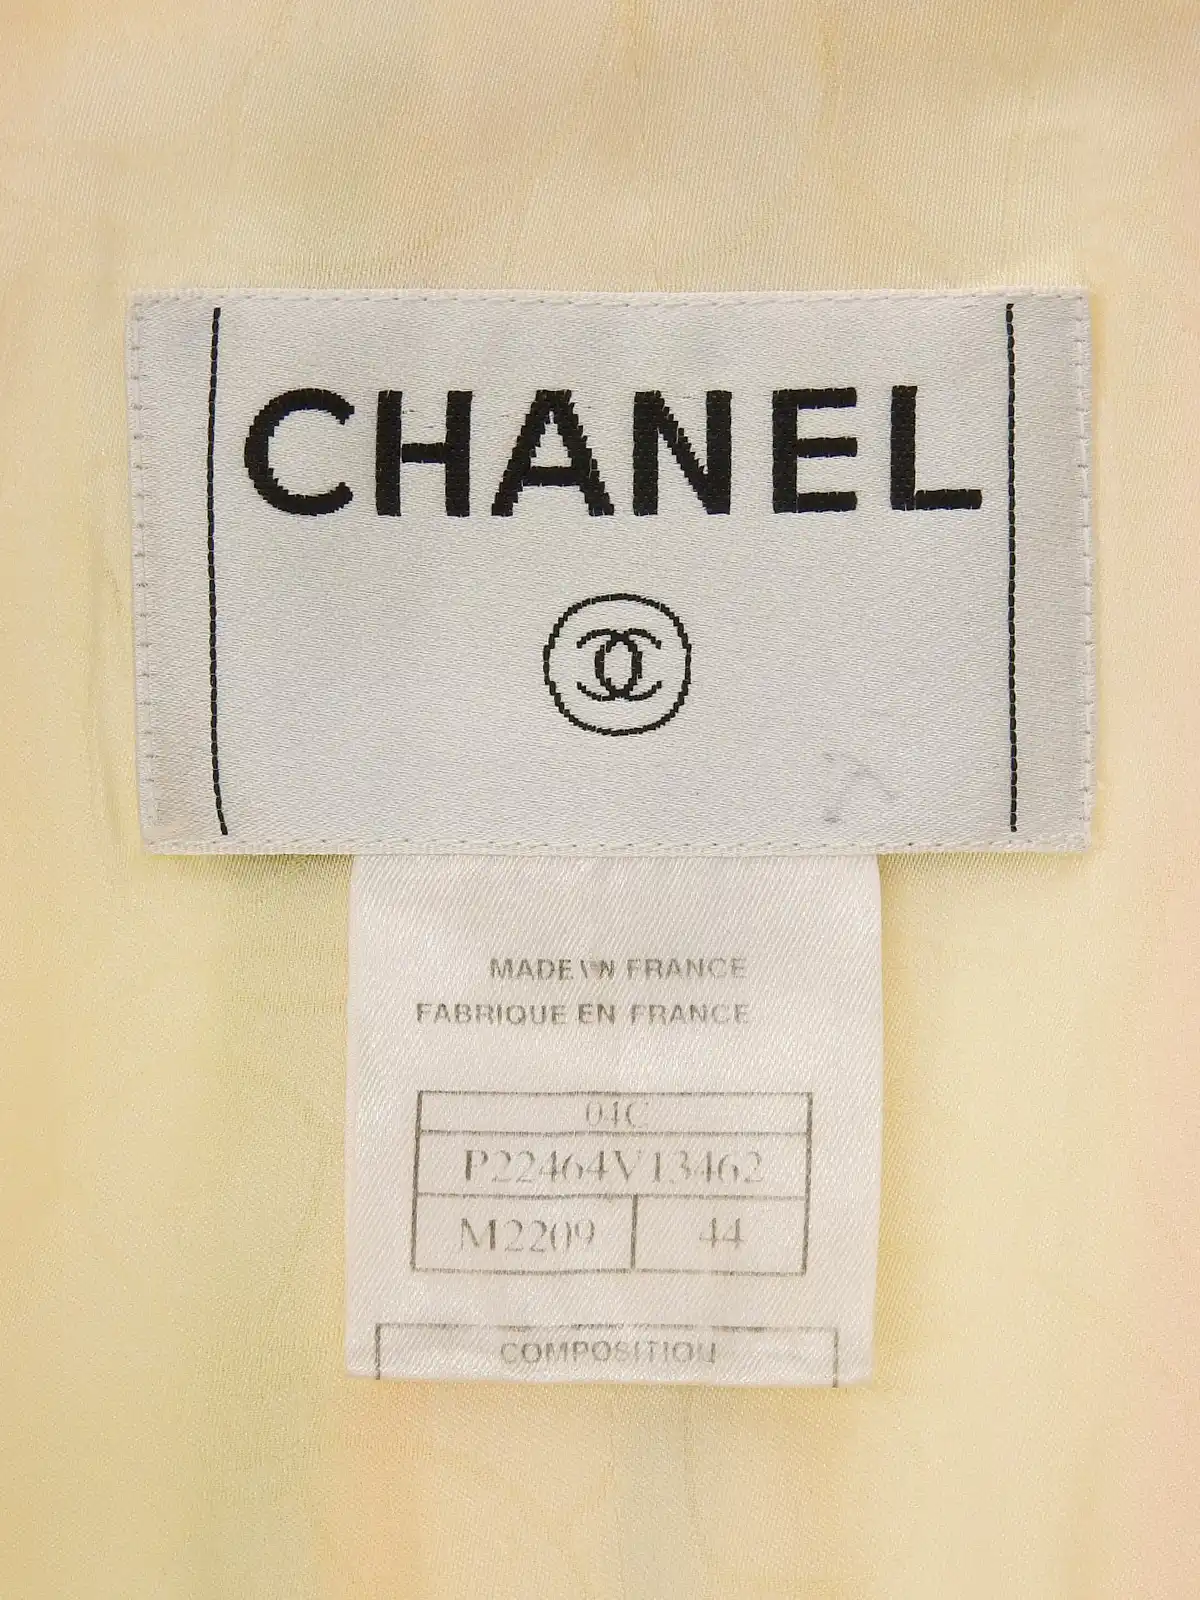 CHANEL
MADE IN FRANCE
FABRIQUE EN FRANCE
04C
P22464V13462
M2209 44
COMPOSITION